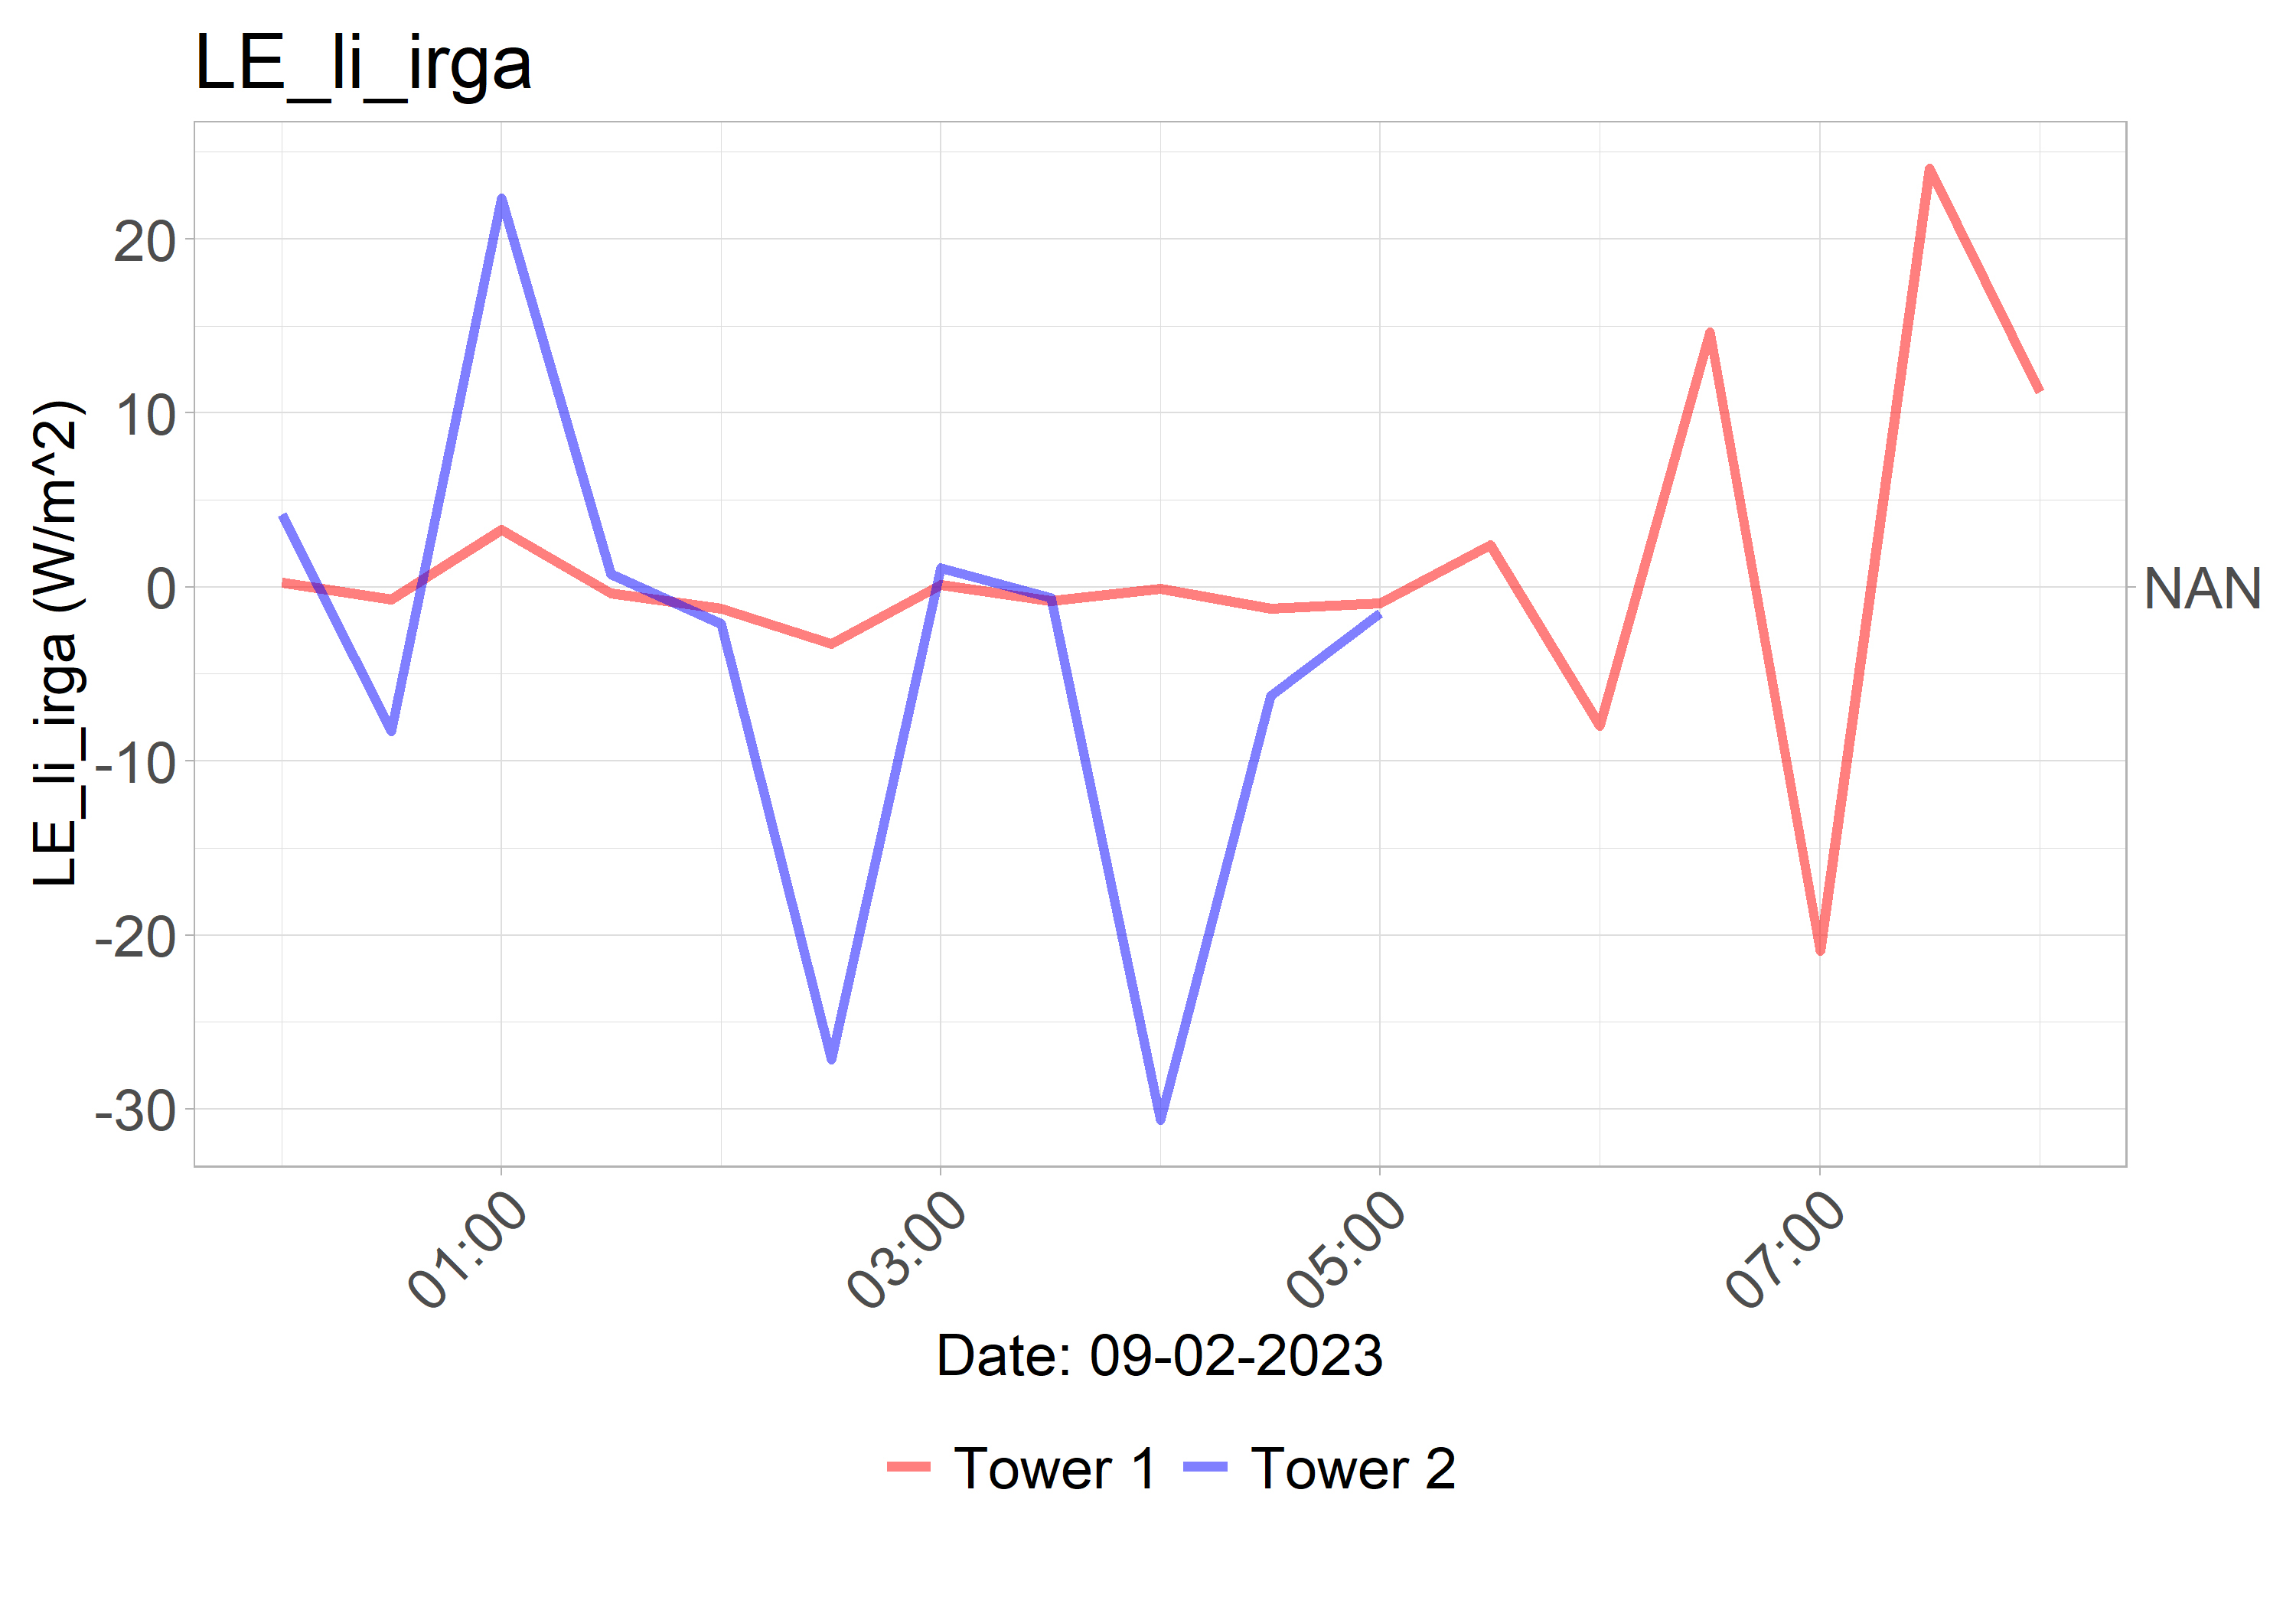 LE_li_irga
LE_li_irga (W/m^2)
20
10
0
-10
-20
-30
NAN
01:00
03:00
05:00
07:00
Date: 09-02-2023
Tower 1
Tower 2